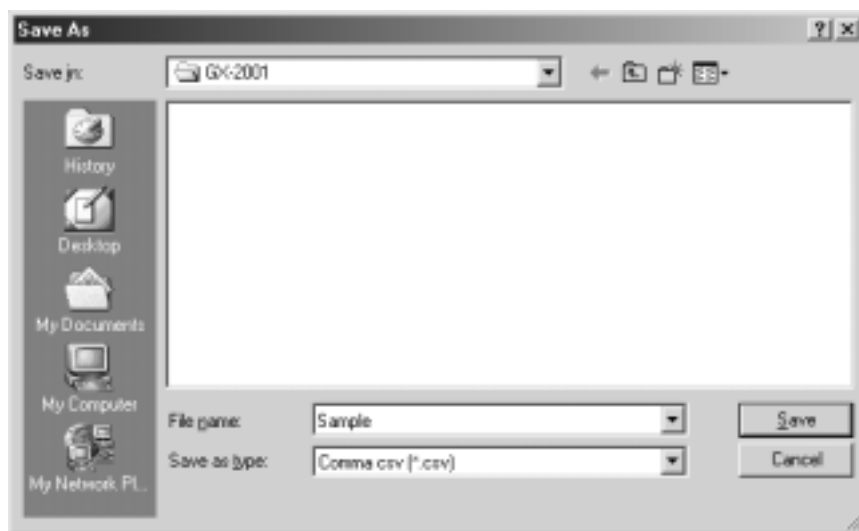 Save As
Save in:
GX-2001
History
Desktop
My Documents
My Computer
My Network Pl...
File name:
Sample
Save
Save as type:
Comma csv (*.csv)
Cancel